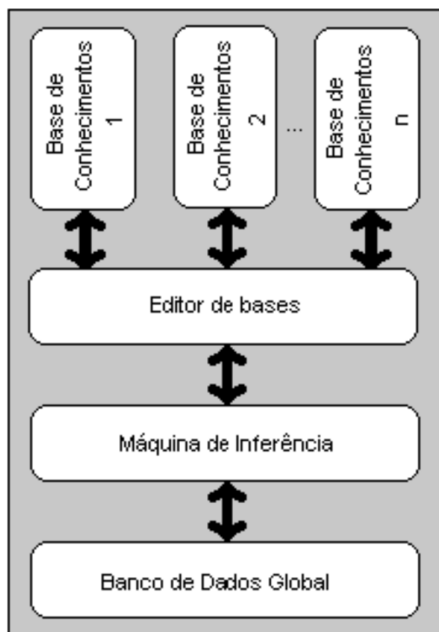 Base de
Conhecimentos
1
Base de
Conhecimentos
2
...
Base de
Conhecimentos
n
Editor de bases
Máquina de Inferência
Banco de Dados Global